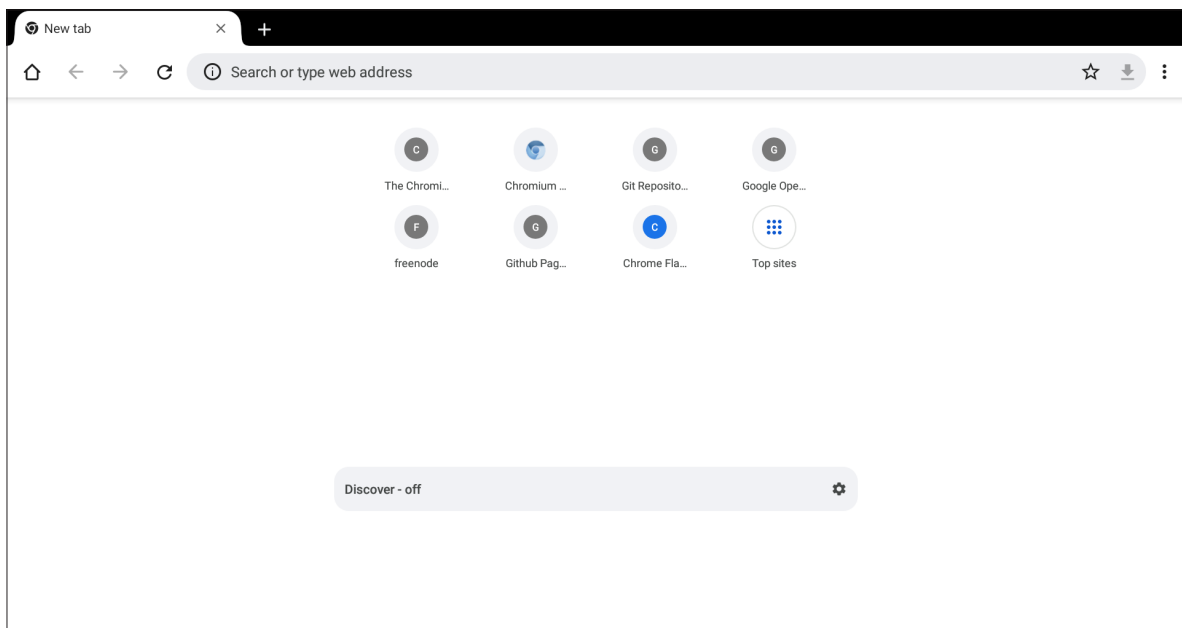 New tab
Search or type web address
C
G
G
The Chromi...
Chromium ...
Git Reposito...
Google Ope...
F
G
C
freenode
Github Pag...
Chrome Fla...
Top sites
Discover - off